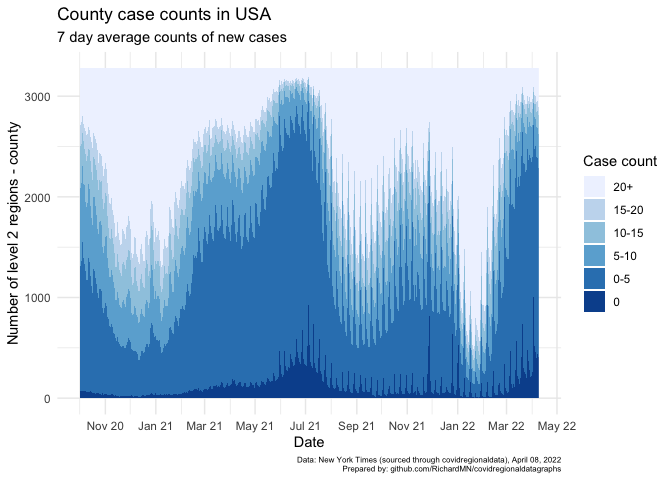 County case counts in USA
7 day average counts of new cases
Number of level 2 regions - county
3000
2000
1000
0
Nov 20 Jan 21 Mar 21 May 21 Jul 21 Sep 21 Nov 21 Jan 22 Mar 22 May 22
Date
Case count
20+
15-20
10-15
5-10
0-5
0
Data: New York Times (sourced through covidregionaldata), April 08, 2022
Prepared by: github.com/RichardMN/covidregionaldatagraphs